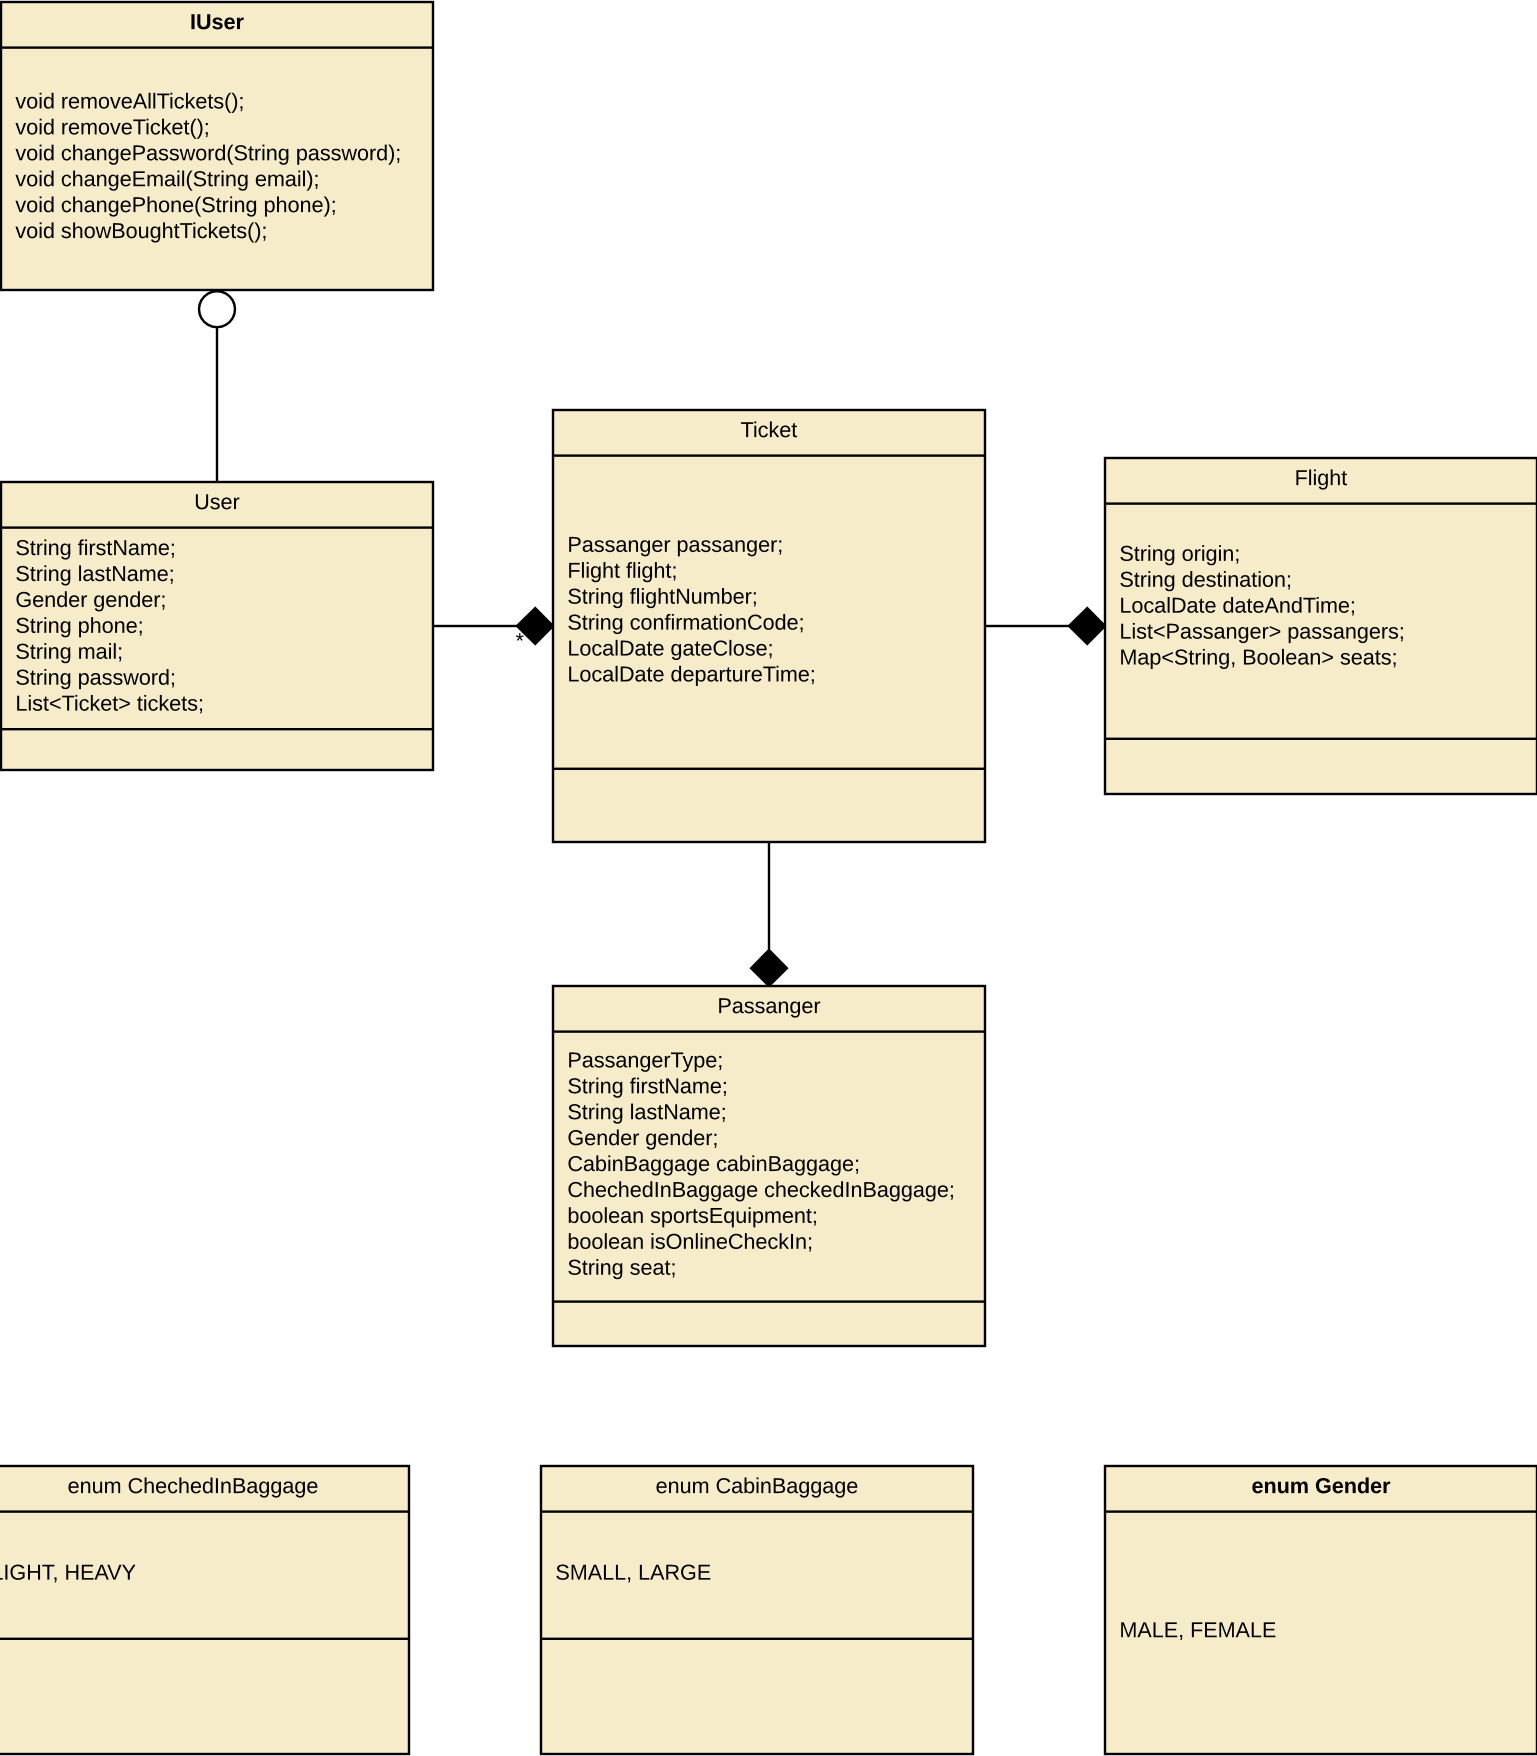 IUser
void removeAllTickets();
void removeTicket();
void changePassword(String password);
void changeEmail(String email);
void changePhone(String phone);
void showBoughtTickets();
User
String firstName;
String lastName;
Gender gender;
String phone;
String mail;
String password;
List<Ticket> tickets;
*
Ticket
Passanger passanger;
Flight flight;
String flightNumber;
String confirmationCode;
LocalDate gateClose;
LocalDate departureTime;
Flight
String origin;
String destination;
LocalDate dateAndTime;
List<Passanger> passangers;
Map<String, Boolean> seats;
Passanger
PassangerType;
String firstName;
String lastName;
Gender gender;
CabinBaggage cabinBaggage;
ChechedInBaggage checkedInBaggage;
boolean sportsEquipment;
boolean isOnlineCheckIn;
String seat;
enum ChechedInBaggage
LIGHT, HEAVY
enum CabinBaggage
SMALL, LARGE
enum Gender
MALE, FEMALE